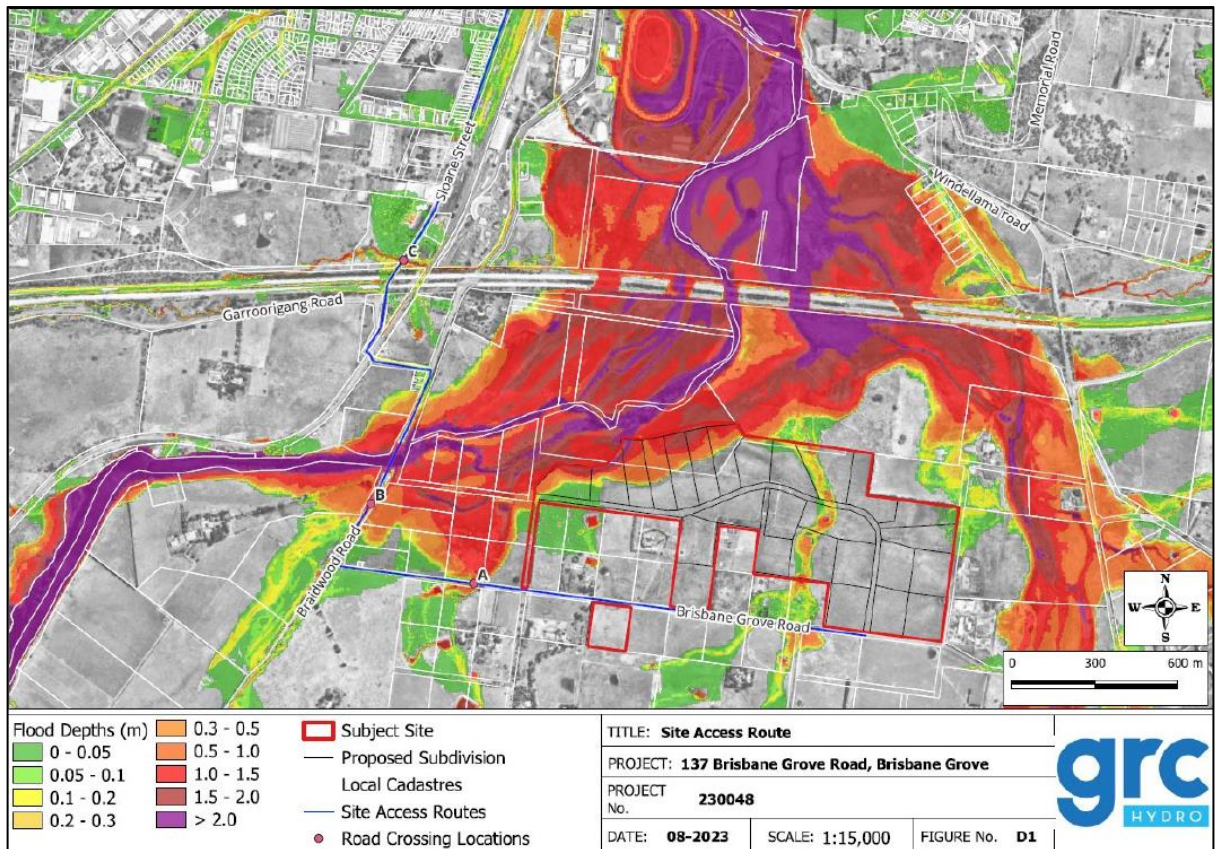 Sloane Street
Memorial Road
Windellama Road
C
Garroorigang Road
B
Braidwood Road
A
Brisbane Grove Road
N
W E
S
0 300 600 m
Flood Depths (m)
0 - 0.05
0.05 - 0.1
0.1 - 0.2
0.2 - 0.3
0.3 - 0.5
0.5 - 1.0
1.0 - 1.5
1.5 - 2.0
> 2.0
Subject Site
Proposed Subdivision
Local Cadastres
Site Access Routes
Road Crossing Locations
TITLE: Site Access Route
PROJECT: 137 Brisbane Grove Road, Brisbane Grove
PROJECT
No. 230048
DATE: 08-2023 SCALE: 1:15,000 FIGURE No. D1
grc
HYDRO